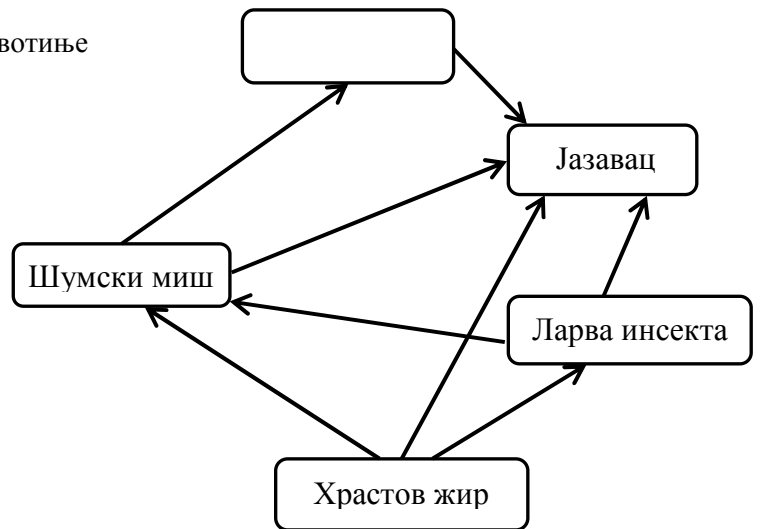 вотиње
Јазавац
Шумски миш
Ларва инсекта
Храстов жир